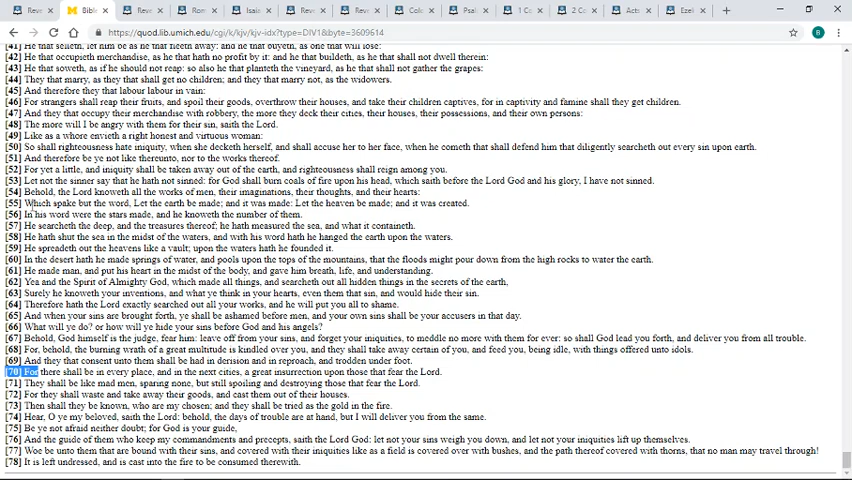 Reve
Bible
Reve
Rom
Isaia
Reve
Reve
Colo
Psal
1 Co
2 Co
Acts
Ezek
https://quod.lib.umich.edu/cgi/k/kjv/kjv-idx?type=DIV1&byte=3609614
[41] He that selleth, let him be as he that fleeth away: and he that buyeth, as one that will lose:
[42] He that occupieth merchandise, as he that hath no profit by it: and he that buildeth, as he that shall not dwell therein:
[43] He that soweth, as if he should not reap: so also he that planteth the vineyard, as he that shall not gather the grapes:
[44] They that marry, as they that shall get no children; and they that marry not, as the widowers.
[45] And therefore they that labour labour in vain:
[46] For strangers shall reap their fruits, and spoil their goods, overthrow their houses, and take their children captives, for in captivity and famine shall they get children.
[47] And they that occupy their merchandise with robbery, the more they deck their cities, their houses, their possessions, and their own persons:
[48] The more will I be angry with them for their sin, saith the Lord.
[49] Like as a whore envieth a right honest and virtuous woman:
[50] So shall righteousness hate iniquity, when she decketh herself, and shall accuse her to her face, when he cometh that shall defend him that diligently searcheth out every sin upon earth.
[51] And therefore be ye not like thereunto, nor to the works thereof.
[52] For yet a little, and iniquity shall be taken away out of the earth, and righteousness shall reign among you.
[53] Let not the sinner say that he hath not sinned: for God shall burn coals of fire upon his head, which saith before the Lord God and his glory, I have not sinned.
[54] Behold, the Lord knoweth all the works of men, their imaginations, their thoughts, and their hearts:
[55] Which spake but the word, Let the earth be made; and it was made: Let the heaven be made; and it was created.
[56] In his word were the stars made, and he knoweth the number of them.
[57] He searcheth the deep, and the treasures thereof; he hath measured the sea, and what it containeth.
[58] He hath shut the sea in the midst of the waters, and with his word hath he hanged the earth upon the waters.
[59] He spreadeth out the heavens like a vault; upon the waters hath he founded it.
[60] In the desert hath he made springs of water, and pools upon the tops of the mountains, that the floods might pour down from the high rocks to water the earth.
[61] He made man, and put his heart in the midst of the body, and gave him breath, life, and understanding.
[62] Yea and the Spirit of Almighty God, which made all things, and searcheth out all hidden things in the secrets of the earth,
[63] Surely he knoweth your inventions, and what ye think in your hearts, even them that sin, and would hide their sin.
[64] Therefore hath the Lord exactly searched out all your works, and he will put you all to shame.
[65] And when your sins are brought forth, ye shall be ashamed before men, and your own sins shall be your accusers in that day.
[66] What will ye do? or how will ye hide your sins before God and his angels?
[67] Behold, God himself is the judge, fear him: leave off from your sins, and forget your iniquities, to meddle no more with them for ever: so shall God lead you forth, and deliver you from all trouble.
[68] For, behold, the burning wrath of a great multitude is kindled over you, and they shall take away certain of you, and feed you, being idle, with things offered unto idols.
[69] And they that consent unto them shall be had in derision and in reproach, and trodden under foot.
[70] For there shall be in every place, and in the next cities, a great insurrection upon those that fear the Lord.
[71] They shall be like mad men, sparing none, but still spoiling and destroying those that fear the Lord.
[72] For they shall waste and take away their goods, and cast them out of their houses.
[73] Then shall they be known, who are my chosen; and they shall be tried as the gold in the fire.
[74] Hear, O ye my beloved, saith the Lord: behold, the days of trouble are at hand, but I will deliver you from the same.
[75] Be ye not afraid neither doubt; for God is your guide,
[76] And the guide of them who keep my commandments and precepts, saith the Lord God: let not your sins weigh you down, and let not your iniquities lift up themselves.
[77] Woe be unto them that are bound with their sins, and covered with their iniquities like as a field is covered over with bushes, and the path thereof covered with thorns, that no man may travel through!
[78] It is left undressed, and is cast into the fire to be consumed therewith.